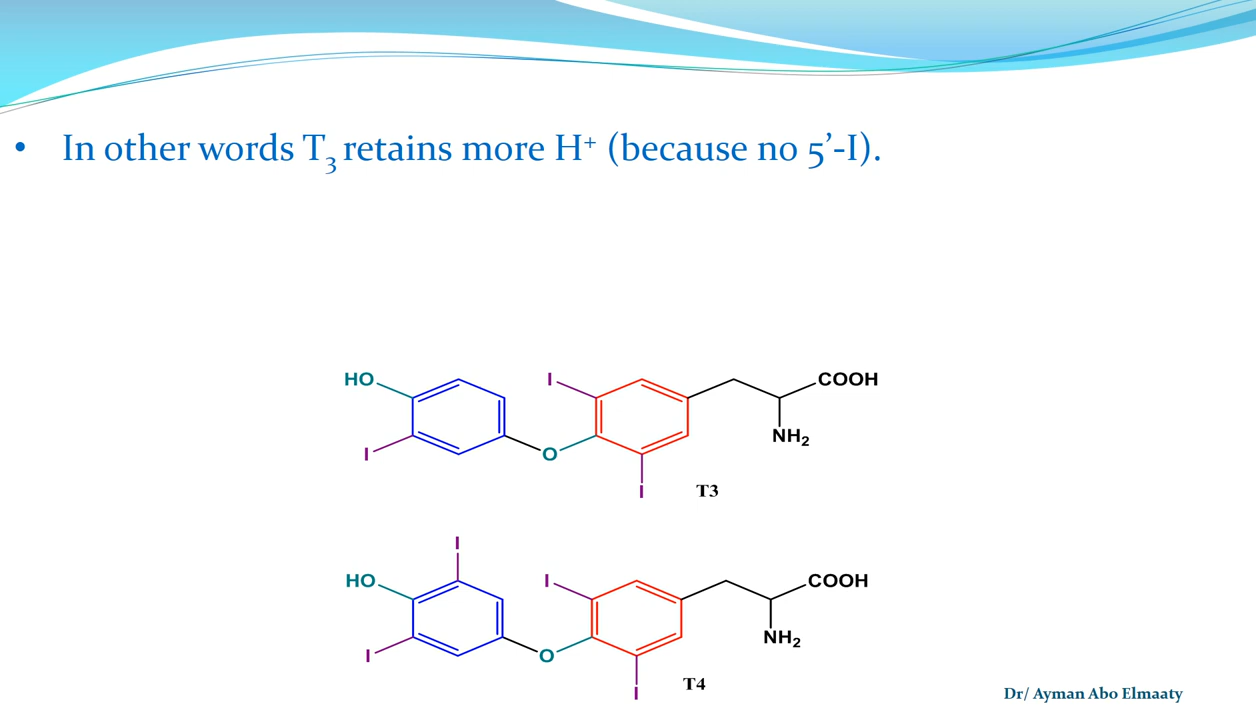 • In other words T₃ retains more H⁺ (because no 5’-I).
HO
I
COOH
I
O
NH₂
I
T3
I
HO
I
COOH
I
O
NH₂
I
T4
Dr/ Ayman Abo Elmaaty